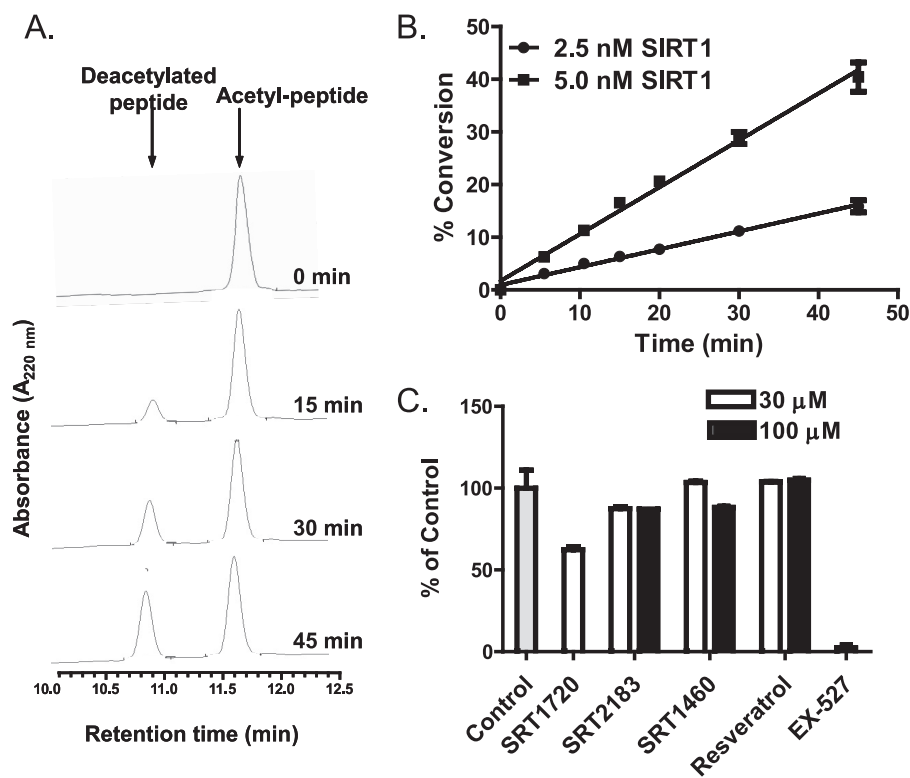 A.
Deacetylated
peptide
Acetyl-peptide
0 min
15 min
30 min
45 min
Absorbance (A220 nm)
10.0 10.5 11.0 11.5 12.0 12.5
Retention time (min)
B.
2.5 nM SIRT1
5.0 nM SIRT1
% Conversion
50
40
30
20
10
0
0 10 20 30 40 50
Time (min)
C.
30 μM
100 μM
% of Control
150
100
50
0
Control
SRT1720
SRT2183
SRT1460
Resveratrol
EX-527